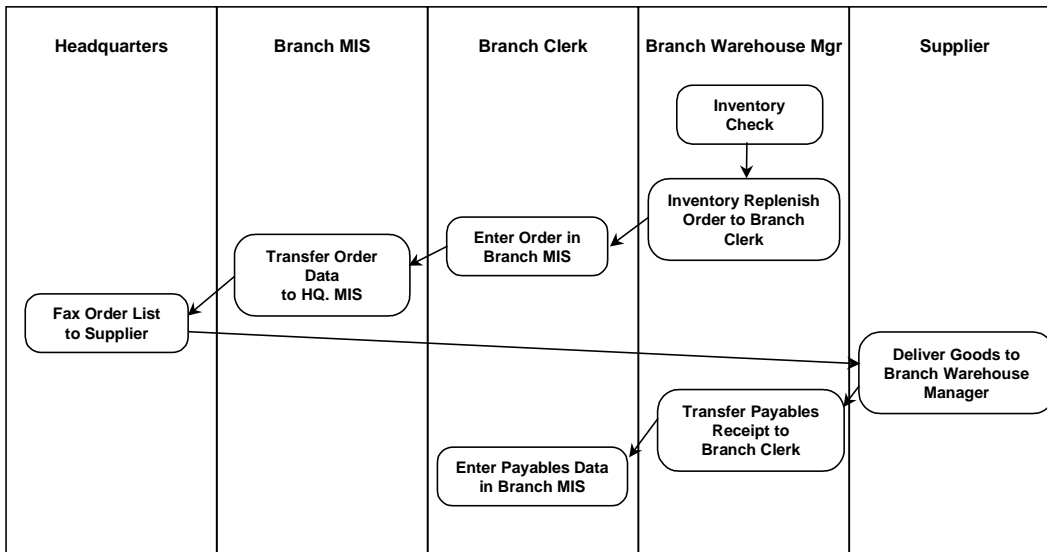 Headquarters
Branch MIS
Branch Clerk
Branch Warehouse Mgr
Supplier
Inventory
Check
Inventory Replenish
Order to Branch
Clerk
Enter Order in
Branch MIS
Transfer Order
Data
to HQ. MIS
Fax Order List
to Supplier
Deliver Goods to
Branch Warehouse
Manager
Transfer Payables
Receipt to
Branch Clerk
Enter Payables Data
in Branch MIS